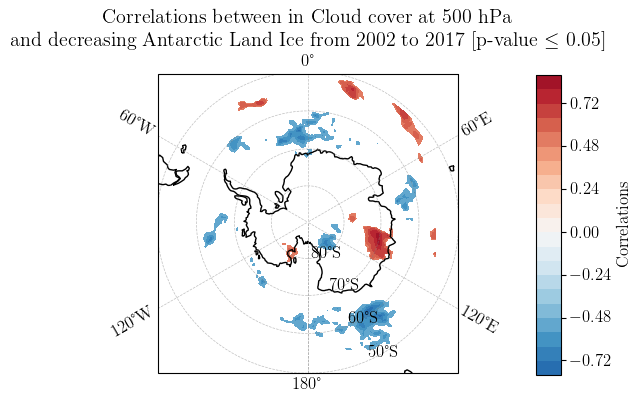 Correlations between in Cloud cover at 500 hPa
and decreasing Antarctic Land Ice from 2002 to 2017 [p-value ≤ 0.05]
0°
60°W
60°E
0.72
0.48
0.24
0.00
−0.24
−0.48
−0.72
Correlations
80°S
70°S
60°S
50°S
120°W
120°E
180°